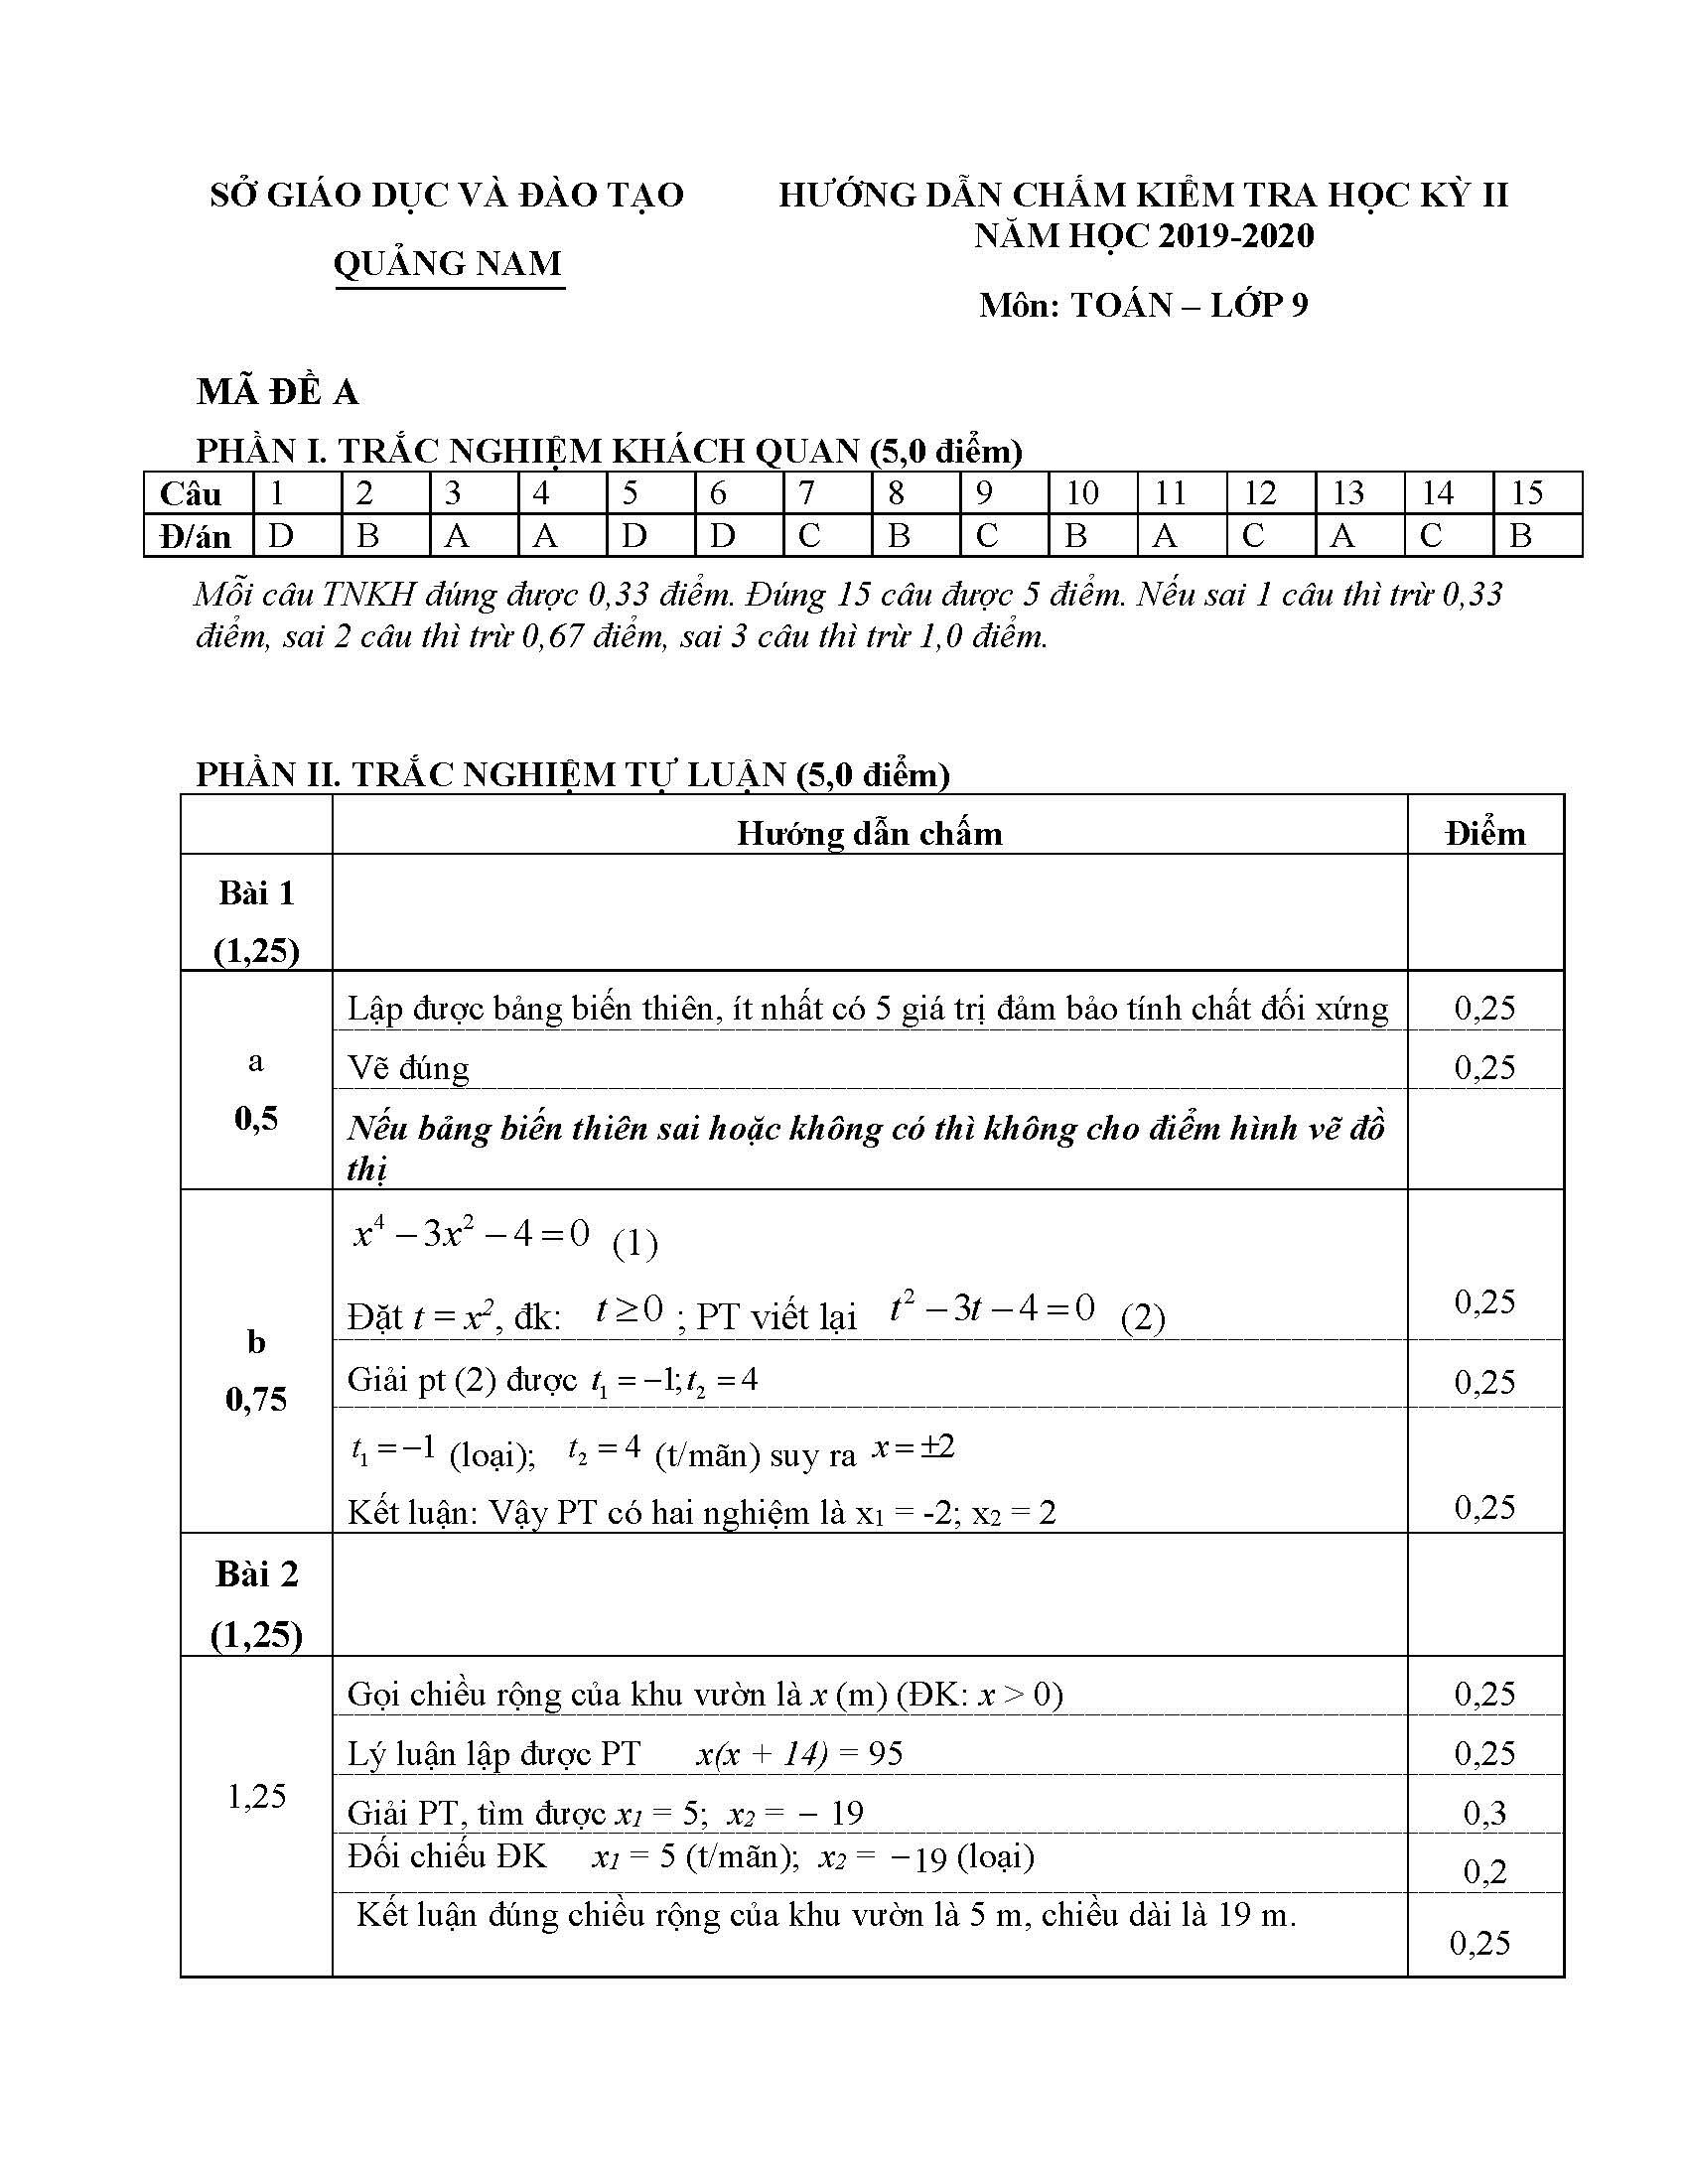 SỞ GIÁO DỤC VÀ ĐÀO TẠO
QUẢNG NAM
HƯỚNG DẪN CHẤM KIỂM TRA HỌC KỲ II
NĂM HỌC 2019-2020
Môn: TOÁN – LỚP 9
MÃ ĐỀ A
PHẦN I. TRẮC NGHIỆM KHÁCH QUAN (5,0 điểm)
Câu 1 2 3 4 5 6 7 8 9 10 11 12 13 14 15
Đ/án D B A A D D C B C B A C A C B
Mỗi câu TNKH đúng được 0,33 điểm. Đúng 15 câu được 5 điểm. Nếu sai 1 câu thì trừ 0,33
điểm, sai 2 câu thì trừ 0,67 điểm, sai 3 câu thì trừ 1,0 điểm.
PHẦN II. TRẮC NGHIỆM TỰ LUẬN (5,0 điểm)
Hướng dẫn chấm Điểm
Bài 1
(1,25)
a
0,5
Lập được bảng biến thiên, ít nhất có 5 giá trị đảm bảo tính chất đối xứng 0,25
Vẽ đúng 0,25
Nếu bảng biến thiên sai hoặc không có thì không cho điểm hình vẽ đồ
thị
b
0,75
x⁴ − 3x² − 4 = 0 (1)
Đặt t = x², đk: t ≥ 0 ; PT viết lại t² − 3t − 4 = 0 (2) 0,25
Giải pt (2) được t₁ = −1; t₂ = 4 0,25
t₁ = −1 (loại); t₂ = 4 (t/mãn) suy ra x = ±2
Kết luận: Vậy PT có hai nghiệm là x₁ = -2; x₂ = 2 0,25
Bài 2
(1,25)
1,25
Gọi chiều rộng của khu vườn là x (m) (ĐK: x > 0) 0,25
Lý luận lập được PT x(x + 14) = 95 0,25
Giải PT, tìm được x₁ = 5; x₂ = − 19 0,3
Đối chiếu ĐK x₁ = 5 (t/mãn); x₂ = −19 (loại) 0,2
Kết luận đúng chiều rộng của khu vườn là 5 m, chiều dài là 19 m. 0,25